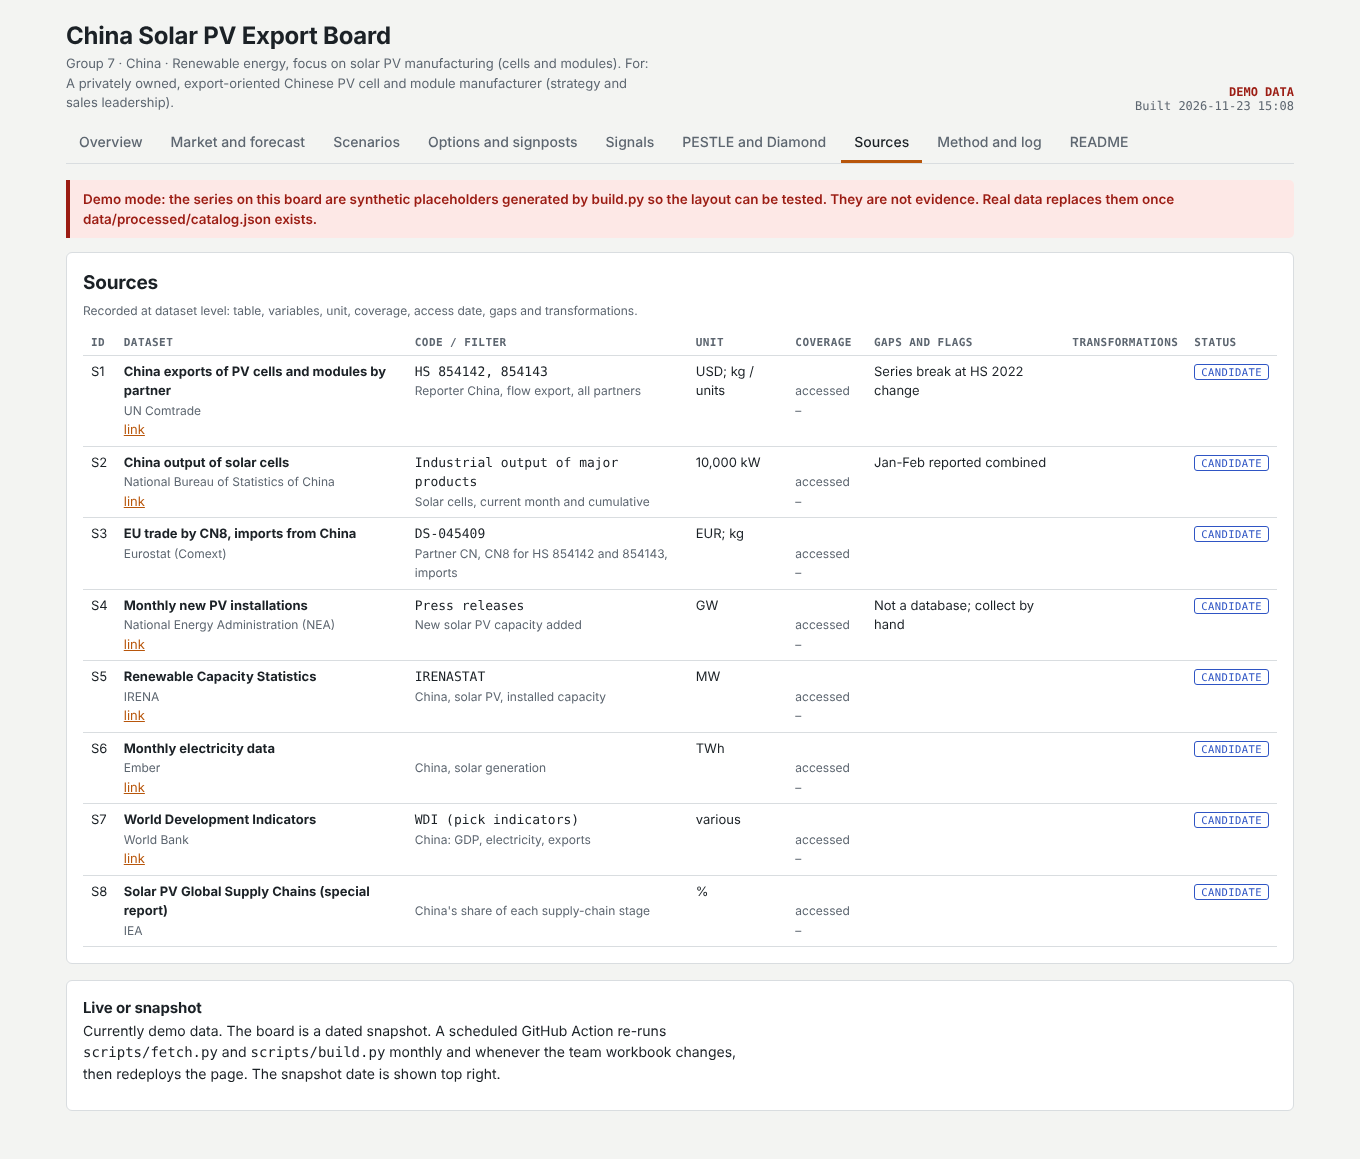 China Solar PV Export Board
Group 7 · China · Renewable energy, focus on solar PV manufacturing (cells and modules). For:
A privately owned, export-oriented Chinese PV cell and module manufacturer (strategy and
sales leadership).
DEMO DATA
Built 2026-11-23 15:08
Overview Market and forecast Scenarios Options and signposts Signals PESTLE and Diamond Sources Method and log README
Demo mode: the series on this board are synthetic placeholders generated by build.py so the layout can be tested. They are not evidence. Real data replaces them once
data/processed/catalog.json exists.
Sources
Recorded at dataset level: table, variables, unit, coverage, access date, gaps and transformations.
ID DATASET CODE / FILTER UNIT COVERAGE GAPS AND FLAGS TRANSFORMATIONS STATUS
S1 China exports of PV cells and modules by HS 854142, 854143 USD; kg / Series break at HS 2022 CANDIDATE
partner Reporter China, flow export, all partners units accessed change
UN Comtrade –
link
S2 China output of solar cells Industrial output of major 10,000 kW Jan-Feb reported combined CANDIDATE
National Bureau of Statistics of China products accessed
link Solar cells, current month and cumulative –
S3 EU trade by CN8, imports from China DS-045409 EUR; kg CANDIDATE
Eurostat (Comext) Partner CN, CN8 for HS 854142 and 854143, accessed
imports –
S4 Monthly new PV installations Press releases GW Not a database; collect by CANDIDATE
National Energy Administration (NEA) New solar PV capacity added accessed hand
link –
S5 Renewable Capacity Statistics IRENASTAT MW CANDIDATE
IRENA China, solar PV, installed capacity accessed
link –
S6 Monthly electricity data TWh CANDIDATE
Ember China, solar generation accessed
link –
S7 World Development Indicators WDI (pick indicators) various CANDIDATE
World Bank China: GDP, electricity, exports accessed
link –
S8 Solar PV Global Supply Chains (special % CANDIDATE
report) China's share of each supply-chain stage accessed
IEA –
Live or snapshot
Currently demo data. The board is a dated snapshot. A scheduled GitHub Action re-runs
scripts/fetch.py and scripts/build.py monthly and whenever the team workbook changes,
then redeploys the page. The snapshot date is shown top right.